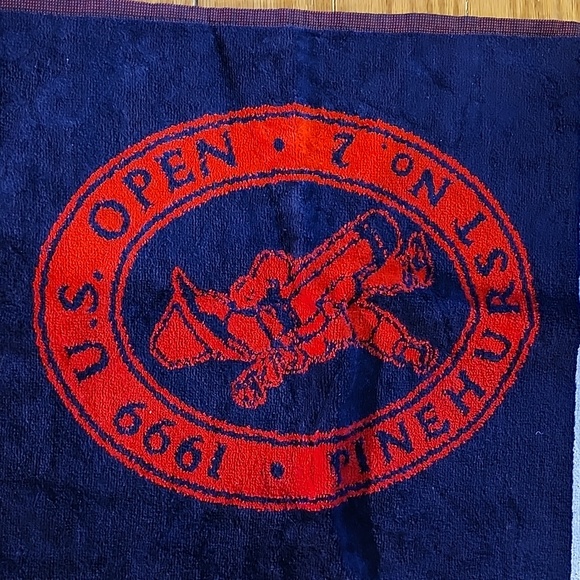 1999 U.S. OPEN • PINEHURST NO. 2 •